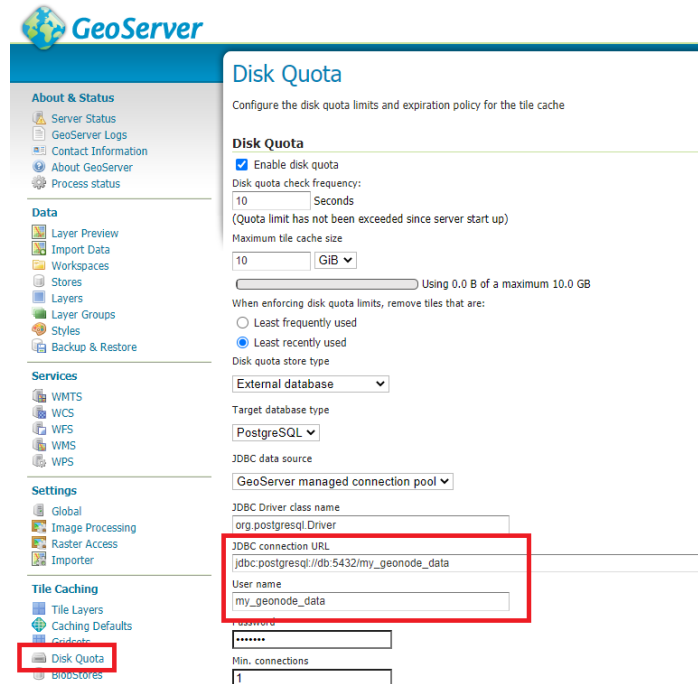 GeoServer
About & Status
Server Status
GeoServer Logs
Contact Information
About GeoServer
Process status
Data
Layer Preview
Import Data
Workspaces
Stores
Layers
Layer Groups
Styles
Backup & Restore
Services
WMTS
WCS
WFS
WMS
WPS
Settings
Global
Image Processing
Raster Access
Importer
Tile Caching
Tile Layers
Caching Defaults
Gridsets
Disk Quota
BlobStores
Disk Quota
Configure the disk quota limits and expiration policy for the tile cache
Disk Quota
Enable disk quota
Disk quota check frequency:
10 Seconds
(Quota limit has not been exceeded since server start up)
Maximum tile cache size
10 GiB
Using 0.0 B of a maximum 10.0 GB
When enforcing disk quota limits, remove tiles that are:
Least frequently used
Least recently used
Disk quota store type
External database
Target database type
PostgreSQL
JDBC data source
GeoServer managed connection pool
JDBC Driver class name
org.postgresql.Driver
JDBC connection URL
jdbc:postgresql://db:5432/my_geonode_data
User name
my_geonode_data
Password
•••••••
Min. connections
1